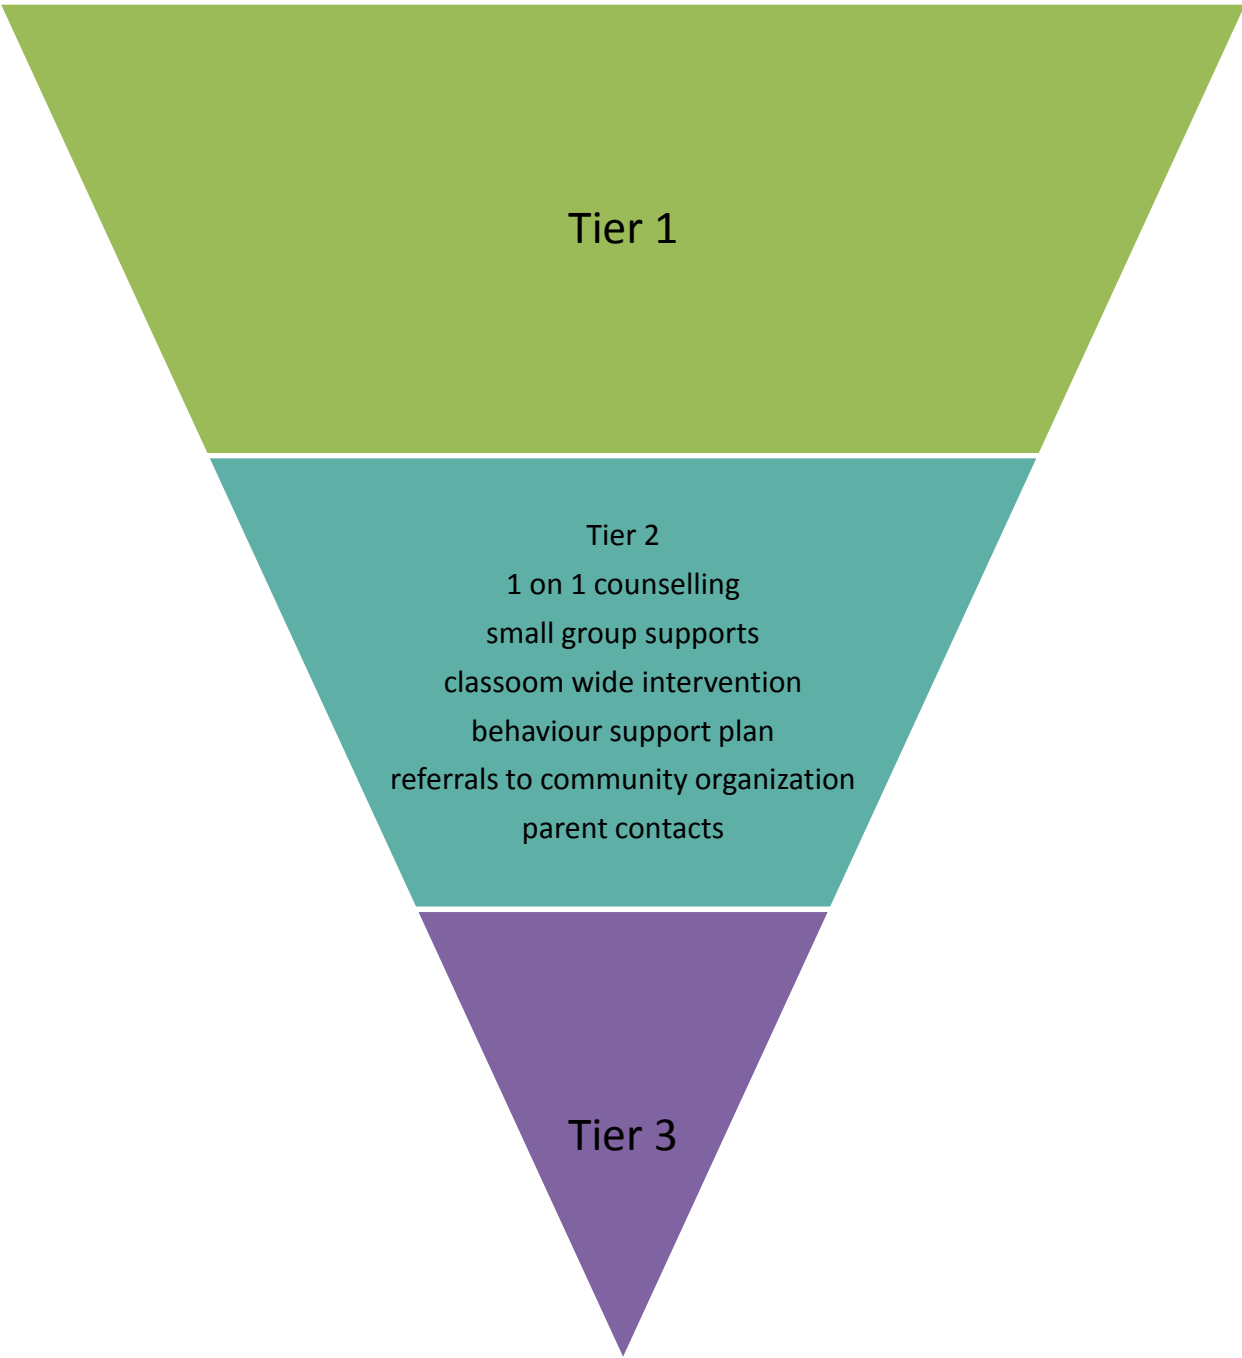 Tier 1
Tier 2
1 on 1 counselling
small group supports
classoom wide intervention
behaviour support plan
referrals to community organization
parent contacts
Tier 3